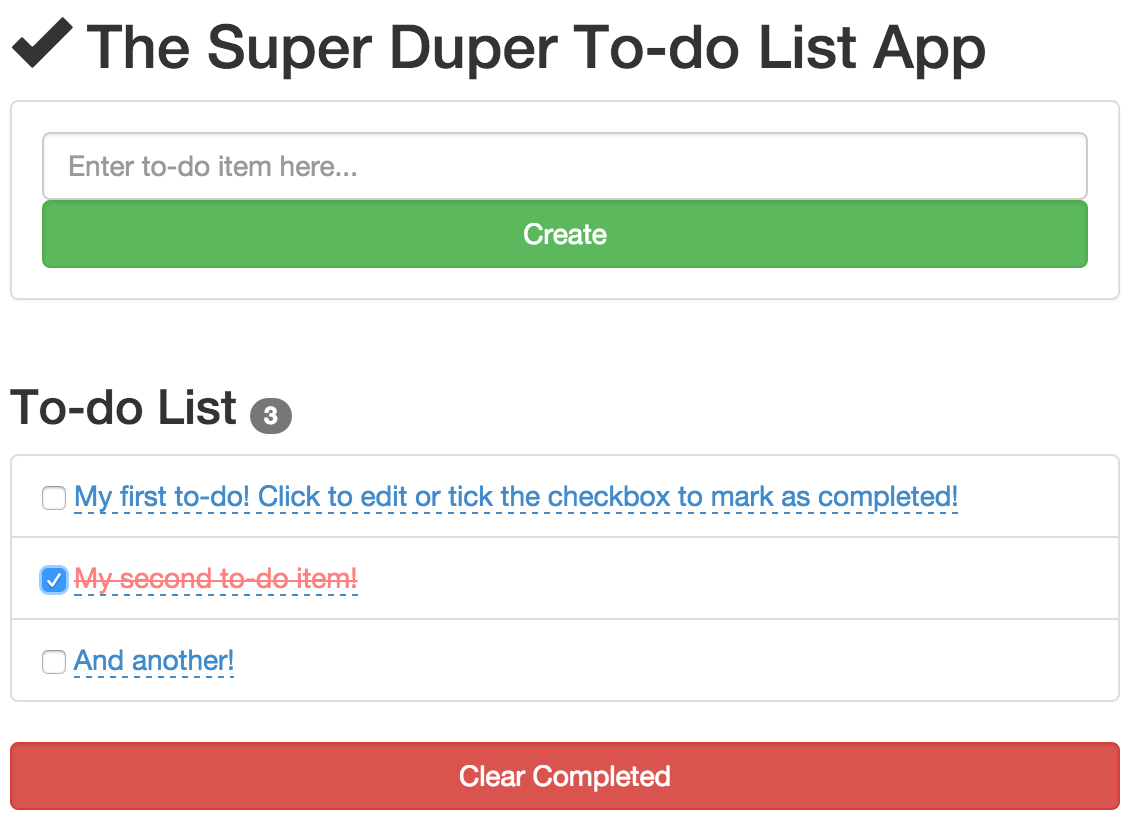 The Super Duper To-do List App
Enter to-do item here...
Create
To-do List 3
My first to-do! Click to edit or tick the checkbox to mark as completed!
My second to-do item!
And another!
Clear Completed